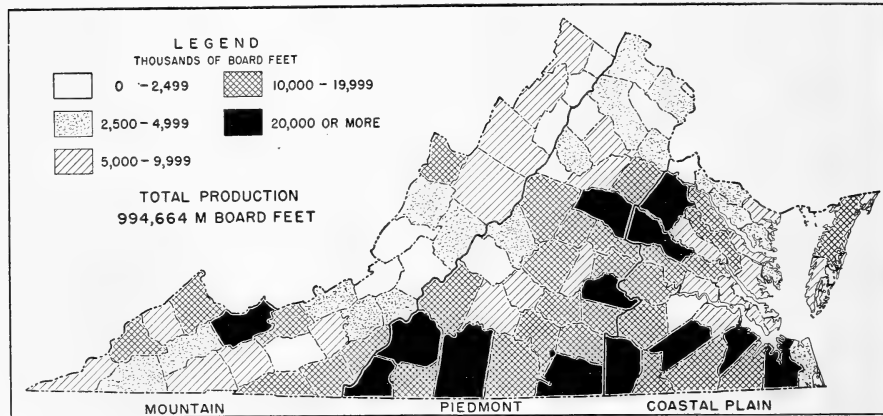 LEGEND
THOUSANDS OF BOARD FEET
0 - 2,499
10,000 - 19,999
2,500 - 4,999
20,000 OR MORE
5,000 - 9,999
TOTAL PRODUCTION
994,664 M BOARD FEET
MOUNTAIN PIEDMONT COASTAL PLAIN